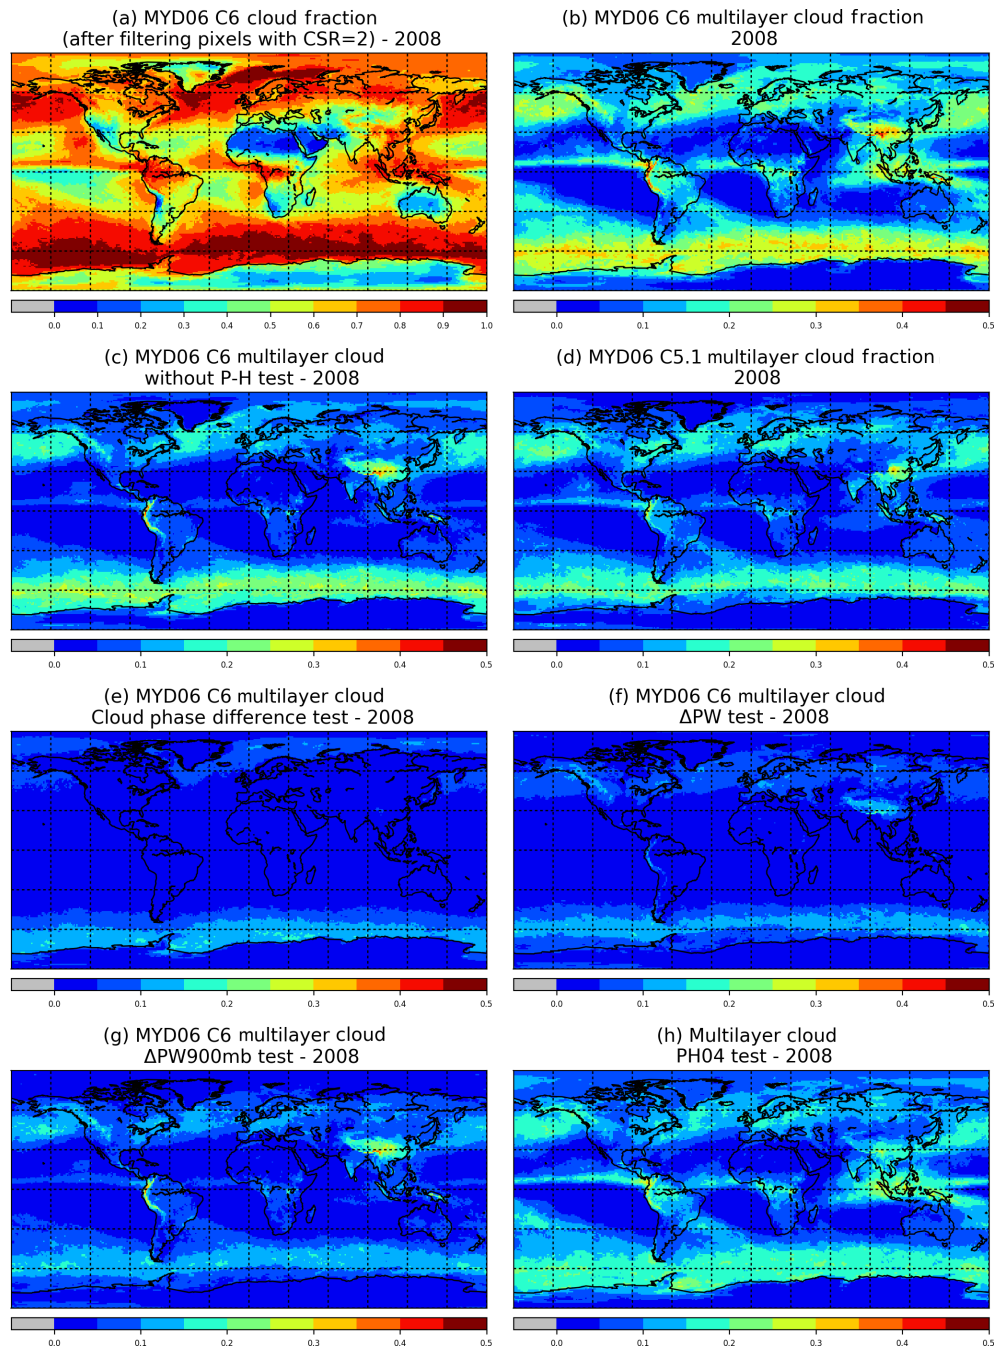 (a) MYD06 C6 cloud fraction
(after filtering pixels with CSR=2) - 2008
(b) MYD06 C6 multilayer cloud fraction
2008
0.0 0.1 0.2 0.3 0.4 0.5 0.6 0.7 0.8 0.9 1.0
0.0 0.1 0.2 0.3 0.4 0.5
(c) MYD06 C6 multilayer cloud
without P-H test - 2008
(d) MYD06 C5.1 multilayer cloud fraction
2008
0.0 0.1 0.2 0.3 0.4 0.5
0.0 0.1 0.2 0.3 0.4 0.5
(e) MYD06 C6 multilayer cloud
Cloud phase difference test - 2008
(f) MYD06 C6 multilayer cloud
ΔPW test - 2008
0.0 0.1 0.2 0.3 0.4 0.5
0.0 0.1 0.2 0.3 0.4 0.5
(g) MYD06 C6 multilayer cloud
ΔPW900mb test - 2008
(h) Multilayer cloud
PH04 test - 2008
0.0 0.1 0.2 0.3 0.4 0.5
0.0 0.1 0.2 0.3 0.4 0.5